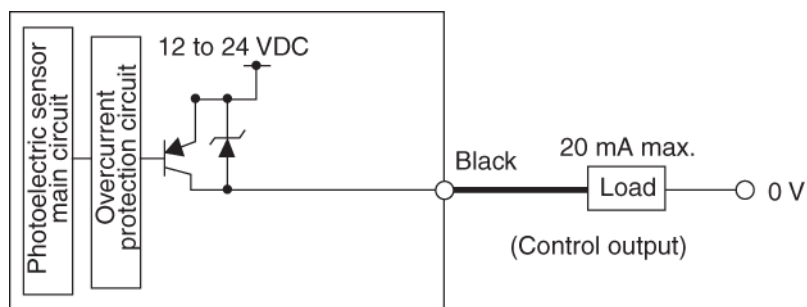 Photoelectric sensor
main circuit
Overcurrent
protection circuit
12 to 24 VDC
Black
20 mA max.
Load
0 V
(Control output)